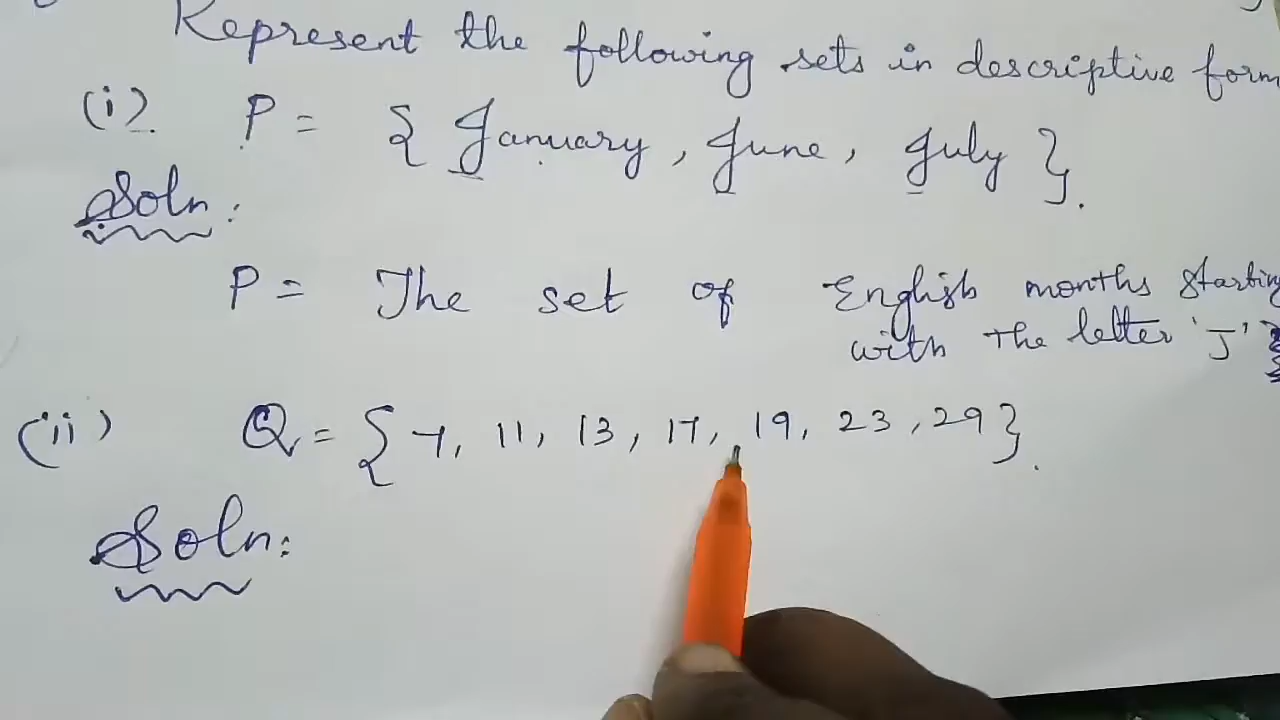 Represent the following sets in descriptive form
(i). P = { January, June, July }.
Soln:
P = The set of English months starting
with the letter 'J'
(ii) Q = { 7, 11, 13, 17, 19, 23, 29 }.
Soln: